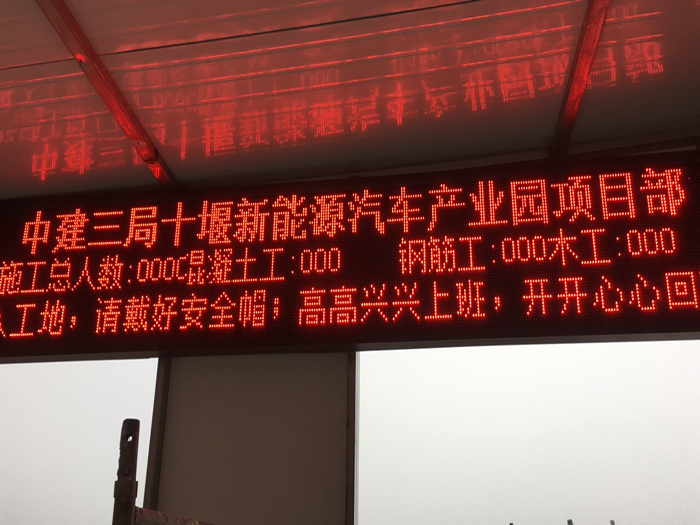 中建三局十堰新能源汽车产业园项目部
施工总人数:000混凝土工:000 钢筋工:000木工:000
入工地;请戴好安全帽;高高兴兴上班;开开心心回